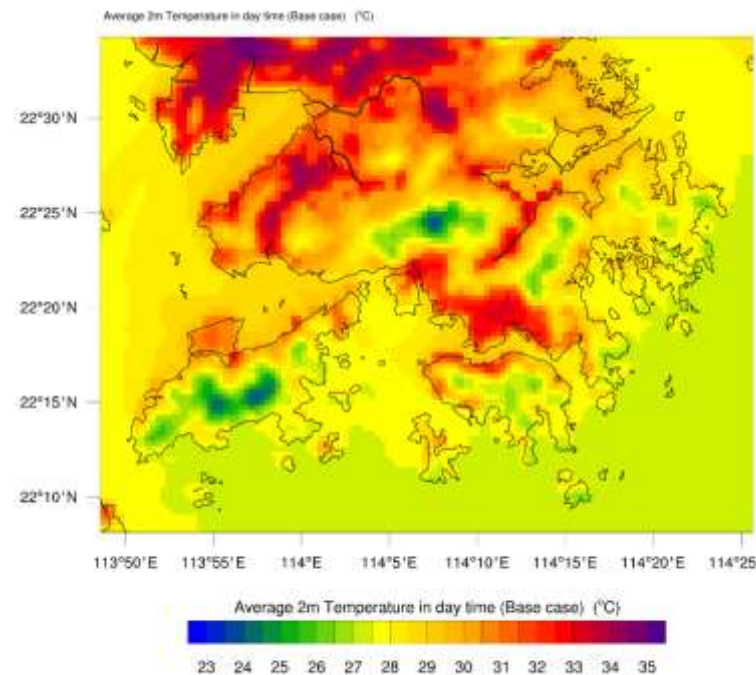 Average 2m Temperature in day time (Base case) (°C)
22°30'N
22°25'N
22°20'N
22°15'N
22°10'N
113°50'E 113°55'E 114°E 114°5'E 114°10'E 114°15'E 114°20'E 114°25
Average 2m Temperature in day time (Base case) (°C)
23 24 25 26 27 28 29 30 31 32 33 34 35